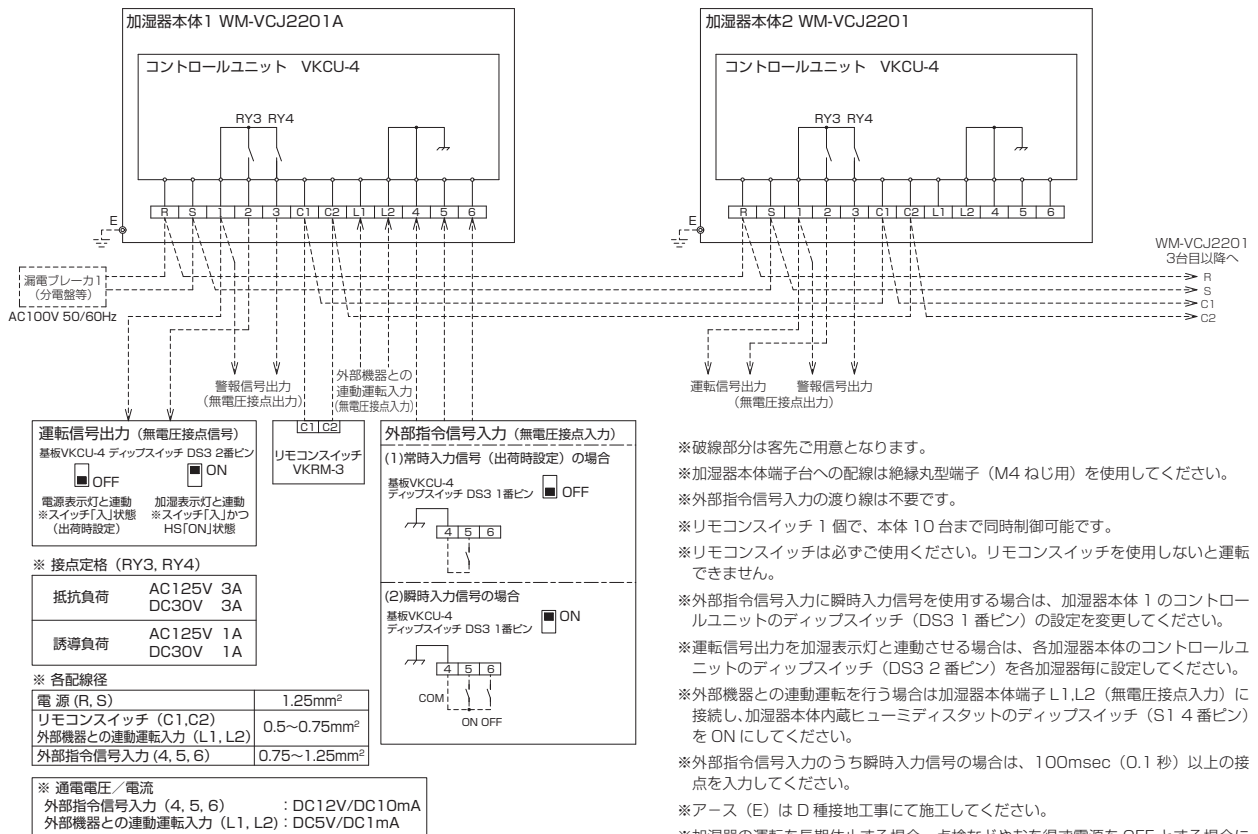 加湿器本体1 WM-VCJ2201A
コントロールユニット　VKCU-4
RY3 RY4
R S 1 2 3 C1 C2 L1 L2 4 5 6
E
漏電ブレーカ1
（分電盤等）
AC100V 50/60Hz
加湿器本体2 WM-VCJ2201
コントロールユニット　VKCU-4
RY3 RY4
R S 1 2 3 C1 C2 L1 L2 4 5 6
E
WM-VCJ2201
3台目以降へ
R
S
C1
C2
警報信号出力
（無電圧接点出力）
外部機器との
連動運転入力
（無電圧接点入力）
運転信号出力　警報信号出力
（無電圧接点出力）
運転信号出力（無電圧接点信号）
基板VKCU-4 ディップスイッチ DS3 2番ピン
OFF
ON
電源表示灯と連動
※スイッチ「入」状態
（出荷時設定）
加湿表示灯と連動
※スイッチ「入」かつ
HS「ON」状態
C1 C2
リモコンスイッチ
VKRM-3
外部指令信号入力（無電圧接点入力）
(1)常時入力信号（出荷時設定）の場合
基板VKCU-4
ディップスイッチ DS3 1番ピン
OFF
4 5 6
(2)瞬時入力信号の場合
基板VKCU-4
ディップスイッチ DS3 1番ピン
ON
4 5 6
COM
ON OFF
※ 接点定格（RY3, RY4）
抵抗負荷 AC125V 3A
DC30V 3A
誘導負荷 AC125V 1A
DC30V 1A
※ 各配線径
電 源 (R, S) 1.25mm²
リモコンスイッチ（C1,C2）
外部機器との連動運転入力（L1, L2） 0.5～0.75mm²
外部指令信号入力 (4, 5, 6) 0.75～1.25mm²
※ 通電電圧／電流
外部指令信号入力（4, 5, 6）：DC12V/DC10mA
外部機器との連動運転入力（L1, L2）：DC5V/DC1mA
※破線部分は客先ご用意となります。
※加湿器本体端子台への配線は絶縁丸型端子（M4 ねじ用）を使用してください。
※外部指令信号入力の渡り線は不要です。
※リモコンスイッチ 1 個で、本体 10 台まで同時制御可能です。
※リモコンスイッチは必ずご使用ください。リモコンスイッチを使用しないと運転
できません。
※外部指令信号入力に瞬時入力信号を使用する場合は、加湿器本体 1 のコントロー
ルユニットのディップスイッチ（DS3 1 番ピン）の設定を変更してください。
※運転信号出力を加湿表示灯と連動させる場合は、各加湿器本体のコントロールユ
ニットのディップスイッチ（DS3 2 番ピン）を各加湿器毎に設定してください。
※外部機器との連動運転を行う場合は加湿器本体端子 L1,L2（無電圧接点入力）に
接続し、加湿器本体内蔵ヒューミディスタットのディップスイッチ（S1 4 番ピン）
を ON にしてください。
※外部指令信号入力のうち瞬時入力信号の場合は、100msec（0.1 秒）以上の接
点を入力してください。
※アース（E）は D 種接地工事にて施工してください。
※加湿器の運転を長期休止する場合、点検などやむを得ず電源を OFF とする場合に